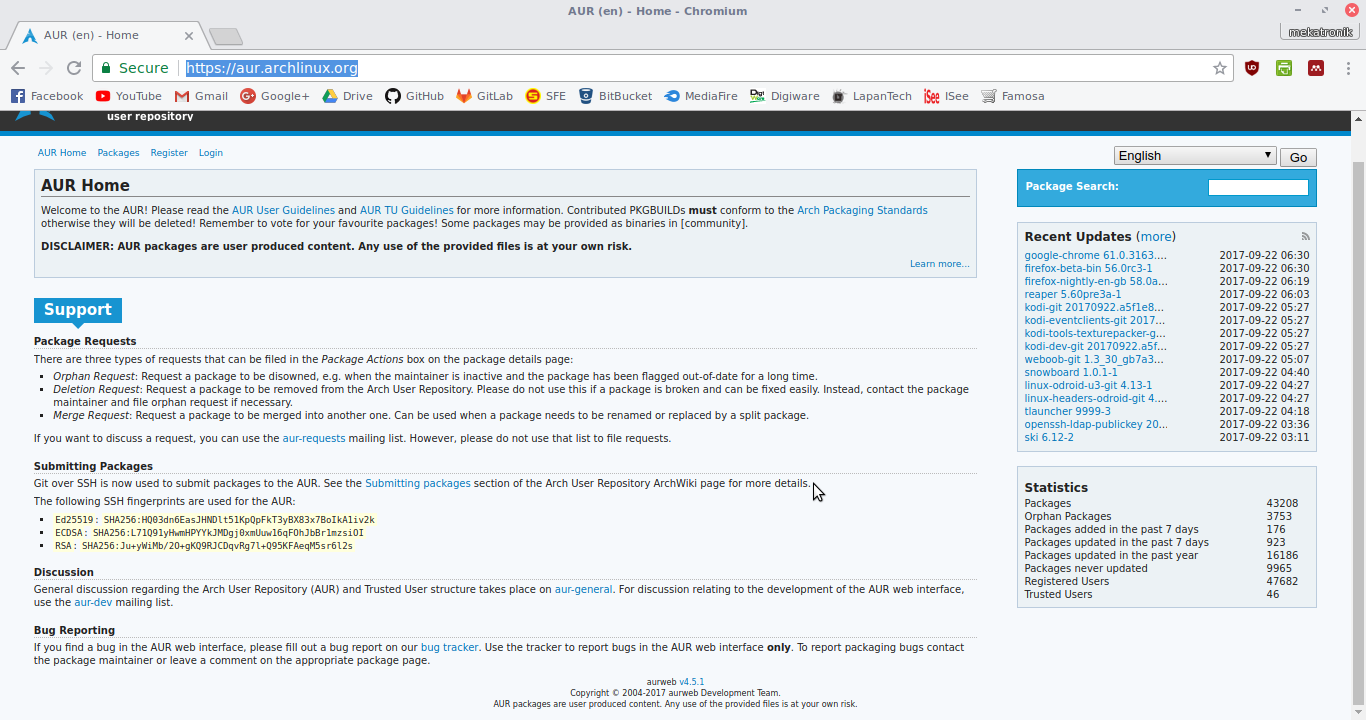 AUR (en) - Home - Chromium
AUR (en) - Home
mekatronik
Secure https://aur.archlinux.org
Facebook YouTube Gmail Google+ Drive GitHub GitLab SFE BitBucket MediaFire Digiware LapanTech ISee Famosa
user repository
AUR Home Packages Register Login
English Go
AUR Home
Welcome to the AUR! Please read the AUR User Guidelines and AUR TU Guidelines for more information. Contributed PKGBUILDs must conform to the Arch Packaging Standards
otherwise they will be deleted! Remember to vote for your favourite packages! Some packages may be provided as binaries in [community].
DISCLAIMER: AUR packages are user produced content. Any use of the provided files is at your own risk.
Learn more...
Support
Package Requests
There are three types of requests that can be filed in the Package Actions box on the package details page:
Orphan Request: Request a package to be disowned, e.g. when the maintainer is inactive and the package has been flagged out-of-date for a long time.
Deletion Request: Request a package to be removed from the Arch User Repository. Please do not use this if a package is broken and can be fixed easily. Instead, contact the package
maintainer and file orphan request if necessary.
Merge Request: Request a package to be merged into another one. Can be used when a package needs to be renamed or replaced by a split package.
If you want to discuss a request, you can use the aur-requests mailing list. However, please do not use that list to file requests.
Submitting Packages
Git over SSH is now used to submit packages to the AUR. See the Submitting packages section of the Arch User Repository ArchWiki page for more details.
The following SSH fingerprints are used for the AUR:
Ed25519: SHA256:HQ03dn6EasJHNDlt51KpQpFkT3yBX83x7BoIkA1iv2k
ECDSA: SHA256:L71Q91yHwmHPYYkJMDgj0xmUuw16qFOhJbBr1mzsiOI
RSA: SHA256:Ju+yWiMb/2O+gKQ9RJCDqvRg7l+Q95KFAeqM5sr6l2s
Discussion
General discussion regarding the Arch User Repository (AUR) and Trusted User structure takes place on aur-general. For discussion relating to the development of the AUR web interface,
use the aur-dev mailing list.
Bug Reporting
If you find a bug in the AUR web interface, please fill out a bug report on our bug tracker. Use the tracker to report bugs in the AUR web interface only. To report packaging bugs contact
the package maintainer or leave a comment on the appropriate package page.
Package Search:
Recent Updates (more)
google-chrome 61.0.3163.... 2017-09-22 06:30
firefox-beta-bin 56.0rc3-1 2017-09-22 06:30
firefox-nightly-en-gb 58.0a... 2017-09-22 06:19
reaper 5.60pre3a-1 2017-09-22 06:03
kodi-git 20170922.a5f1e8... 2017-09-22 05:27
kodi-eventclients-git 2017... 2017-09-22 05:27
kodi-tools-texturepacker-g... 2017-09-22 05:27
kodi-dev-git 20170922.a5f... 2017-09-22 05:27
weboob-git 1.3_30_gb7a3... 2017-09-22 05:07
snowboard 1.0.1-1 2017-09-22 04:40
linux-odroid-u3-git 4.13-1 2017-09-22 04:27
linux-headers-odroid-git 4.... 2017-09-22 04:27
tlauncher 9999-3 2017-09-22 04:18
openssh-ldap-publickey 20... 2017-09-22 03:36
ski 6.12-2 2017-09-22 03:11
Statistics
Packages 43208
Orphan Packages 3753
Packages added in the past 7 days 176
Packages updated in the past 7 days 923
Packages updated in the past year 16186
Packages never updated 9965
Registered Users 47682
Trusted Users 46
aurweb v4.5.1
Copyright © 2004-2017 aurweb Development Team.
AUR packages are user produced content. Any use of the provided files is at your own risk.